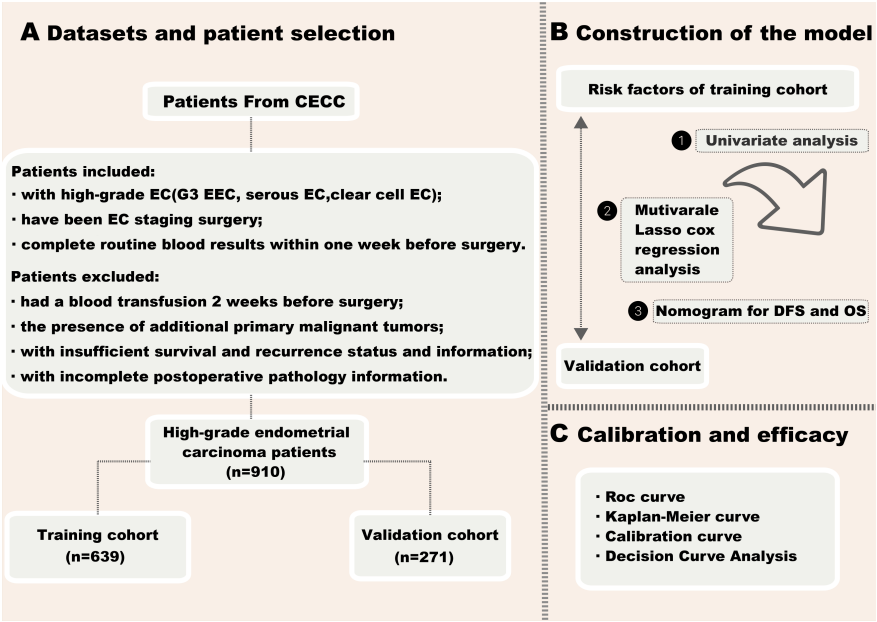 A Datasets and patient selection
Patients From CECC
Patients included:
· with high-grade EC(G3 EEC, serous EC,clear cell EC);
· have been EC staging surgery;
· complete routine blood results within one week before surgery.
Patients excluded:
· had a blood transfusion 2 weeks before surgery;
· the presence of additional primary malignant tumors;
· with insufficient survival and recurrence status and information;
· with incomplete postoperative pathology information.
High-grade endometrial
carcinoma patients
(n=910)
Training cohort
(n=639)
Validation cohort
(n=271)
B Construction of the model
Risk factors of training cohort
1 Univariate analysis
2 Mutivarale
Lasso cox
regression
analysis
3 Nomogram for DFS and OS
Validation cohort
C Calibration and efficacy
· Roc curve
· Kaplan-Meier curve
· Calibration curve
· Decision Curve Analysis